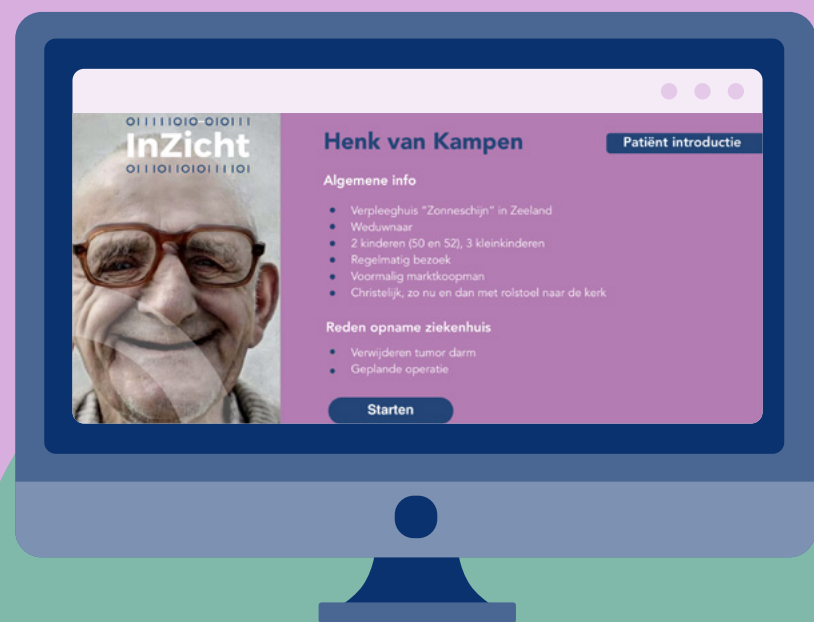 01111010-010111
InZicht
011011010111101
Henk van Kampen
Patiënt introductie
Algemene info
Verpleeghuis "Zonneschijn" in Zeeland
Weduwnaar
2 kinderen (50 en 52), 3 kleinkinderen
Regelmatig bezoek
Voormalig marktkoopman
Christelijk, zo nu en dan met rolstoel naar de kerk
Reden opname ziekenhuis
Verwijderen tumor darm
Geplande operatie
Starten